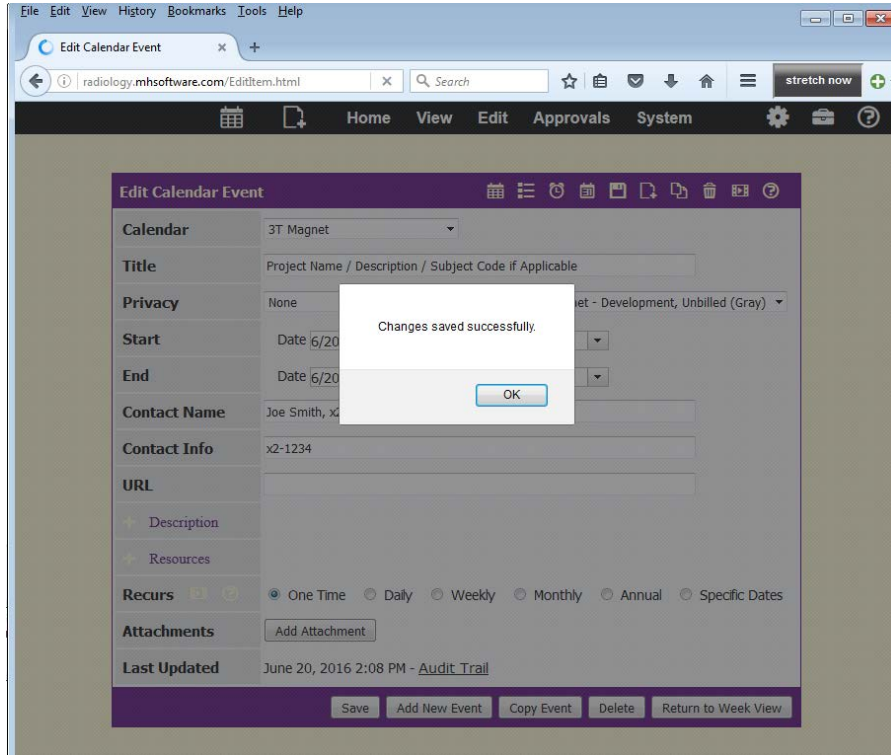 File Edit View History Bookmarks Tools Help
Edit Calendar Event × +
radiology.mhsoftware.com/EditItem.html × Search stretch now
Home View Edit Approvals System
Edit Calendar Event
Calendar 3T Magnet
Title Project Name / Description / Subject Code if Applicable
Privacy None et - Development, Unbilled (Gray)
Changes saved successfully.
Start Date 6/20
End Date 6/20
OK
Contact Name Joe Smith, x2
Contact Info x2-1234
URL
Description
Resources
Recurs One Time Daily Weekly Monthly Annual Specific Dates
Attachments Add Attachment
Last Updated June 20, 2016 2:08 PM - Audit Trail
Save Add New Event Copy Event Delete Return to Week View